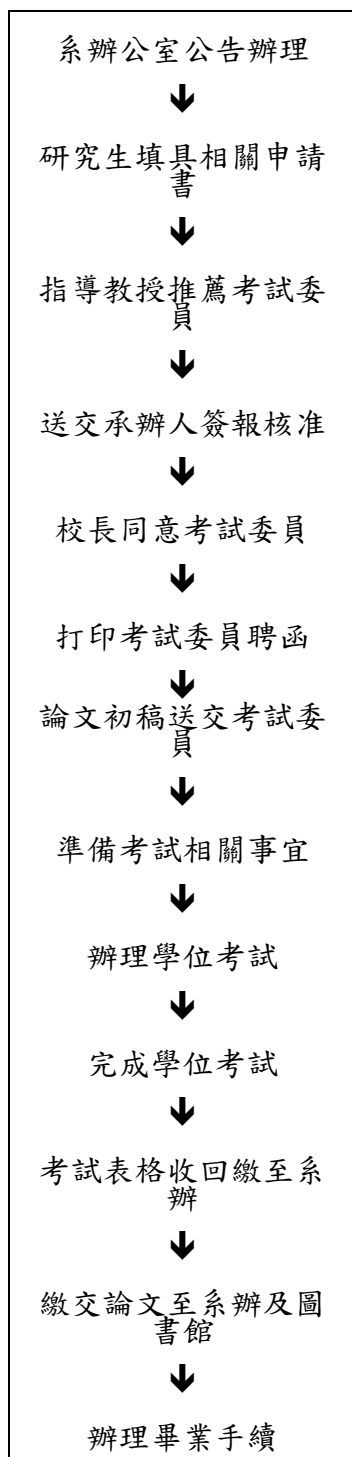 系辦公室公告辦理
研究生填具相關申請
書
指導教授推薦考試委
員
送交承辦人簽報核准
校長同意考試委員
打印考試委員聘函
論文初稿送交考試委
員
準備考試相關事宜
辦理學位考試
完成學位考試
考試表格收回繳至系
辦
繳交論文至系辦及圖
書館
辦理畢業手續